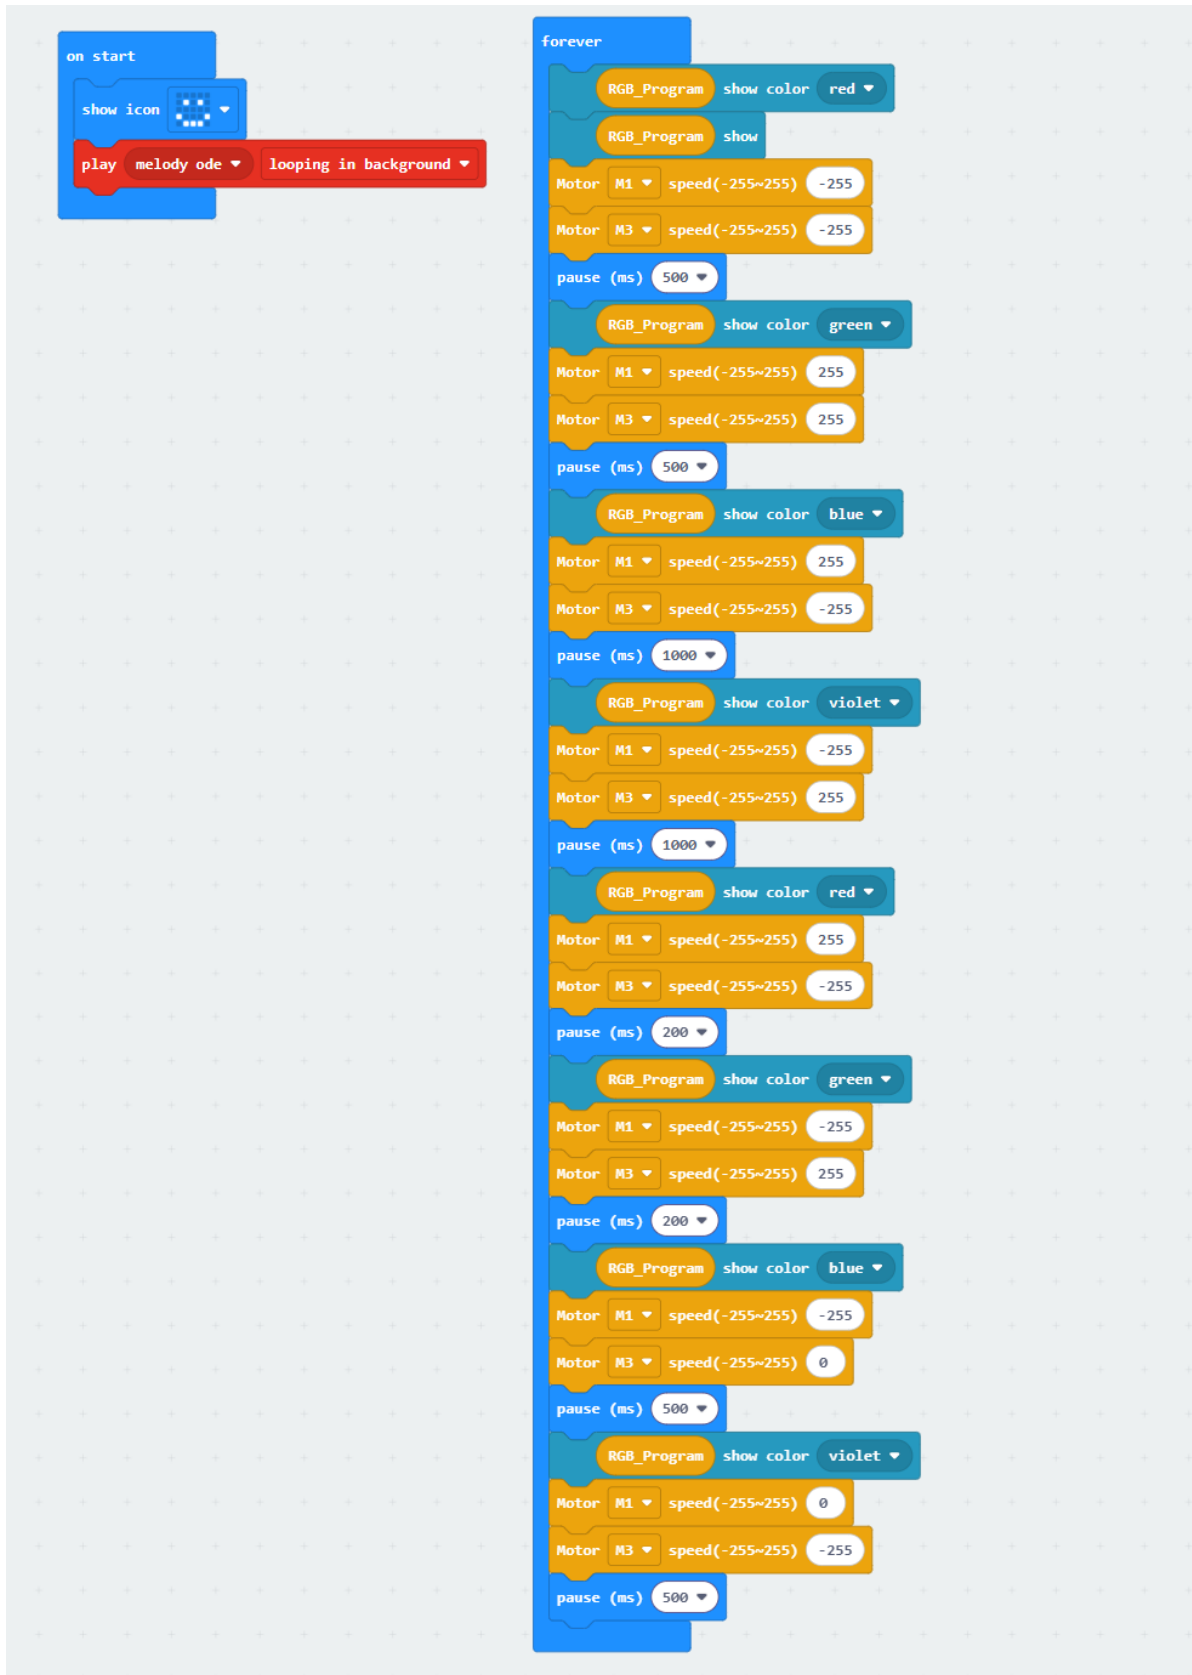 on start
show icon
play melody ode looping in background
forever
RGB_Program show color red
RGB_Program show
Motor M1 speed(-255~255) -255
Motor M3 speed(-255~255) -255
pause (ms) 500
RGB_Program show color green
Motor M1 speed(-255~255) 255
Motor M3 speed(-255~255) 255
pause (ms) 500
RGB_Program show color blue
Motor M1 speed(-255~255) 255
Motor M3 speed(-255~255) -255
pause (ms) 1000
RGB_Program show color violet
Motor M1 speed(-255~255) -255
Motor M3 speed(-255~255) 255
pause (ms) 1000
RGB_Program show color red
Motor M1 speed(-255~255) 255
Motor M3 speed(-255~255) -255
pause (ms) 200
RGB_Program show color green
Motor M1 speed(-255~255) -255
Motor M3 speed(-255~255) 255
pause (ms) 200
RGB_Program show color blue
Motor M1 speed(-255~255) -255
Motor M3 speed(-255~255) 0
pause (ms) 500
RGB_Program show color violet
Motor M1 speed(-255~255) 0
Motor M3 speed(-255~255) -255
pause (ms) 500